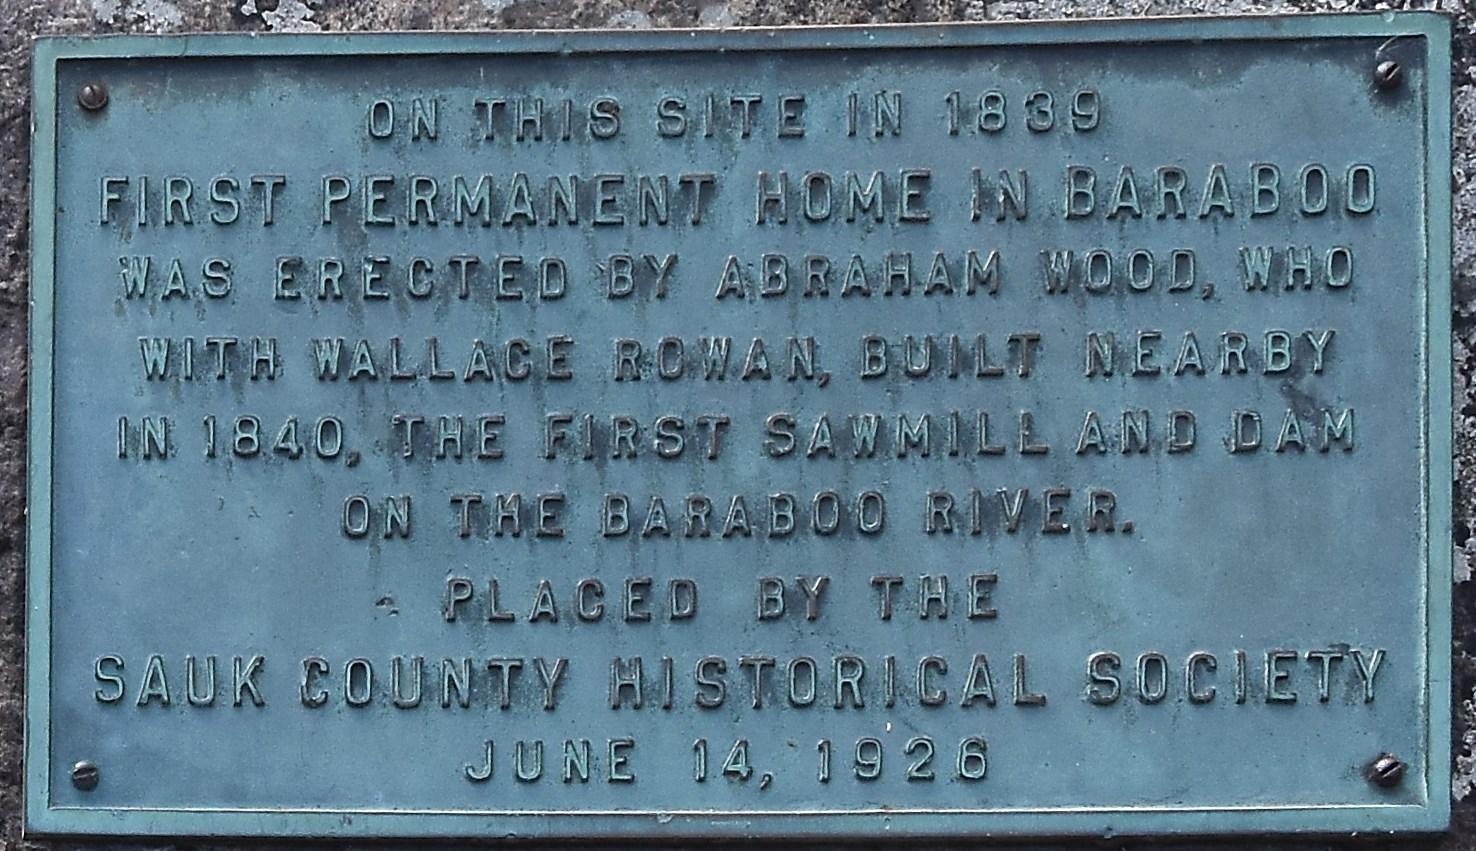 ON THIS SITE IN 1839
FIRST PERMANENT HOME IN BARABOO
WAS ERECTED BY ABRAHAM WOOD, WHO
WITH WALLACE ROWAN, BUILT NEARBY
IN 1840, THE FIRST SAWMILL AND DAM
ON THE BARABOO RIVER.
PLACED BY THE
SAUK COUNTY HISTORICAL SOCIETY
JUNE 14, 1926